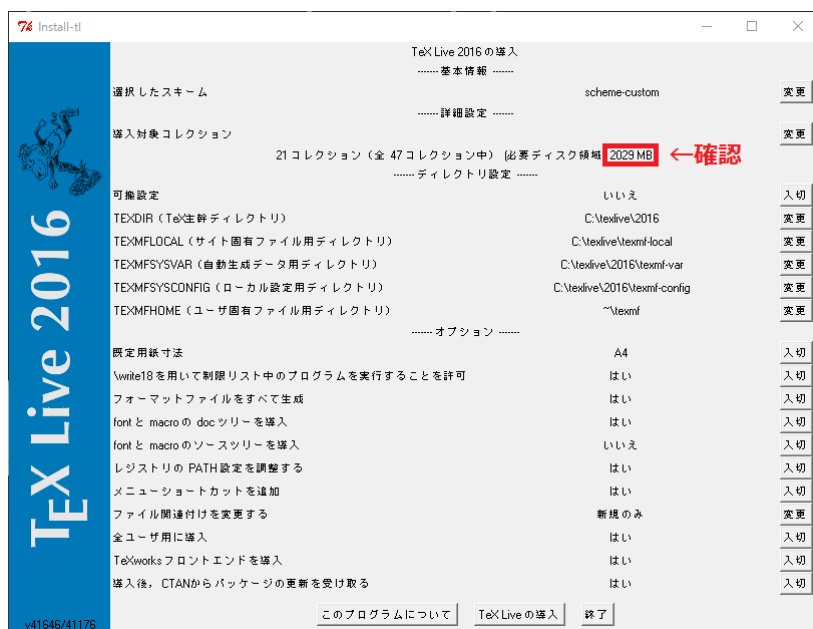 Install-tl
TeX Live 2016 の導入
------- 基本情報 -------
選択したスキーム scheme-custom 変更
------- 詳細設定 -------
導入対象コレクション 変更
21 コレクション（全 47 コレクション中） (必要ディスク領域 2029 MB ←確認
------- ディレクトリ設定 -------
可搬設定 いいえ 入切
TEXDIR（TeX主幹ディレクトリ） C:\texlive\2016 変更
TEXMFLOCAL（サイト固有ファイル用ディレクトリ） C:\texlive\texmf-local 変更
TEXMFSYSVAR（自動生成データ用ディレクトリ） C:\texlive\2016\texmf-var 変更
TEXMFSYSCONFIG（ローカル設定用ディレクトリ） C:\texlive\2016\texmf-config 変更
TEXMFHOME（ユーザ固有ファイル用ディレクトリ） ~\texmf 変更
------- オプション -------
既定用紙寸法 A4 入切
\write18 を用いて制限リスト中のプログラムを実行することを許可 はい 入切
フォーマットファイルをすべて生成 はい 入切
font と macro の doc ツリーを導入 はい 入切
font と macro のソースツリーを導入 いいえ 入切
レジストリの PATH 設定を調整する はい 入切
メニューショートカットを追加 はい 入切
ファイル関連付けを変更する 新規のみ 変更
全ユーザ用に導入 はい 入切
TeXworks フロントエンドを導入 はい 入切
導入後，CTANからパッケージの更新を受け取る はい 入切
このプログラムについて TeX Live の導入 終了
TEX Live 2016
v41646/41176